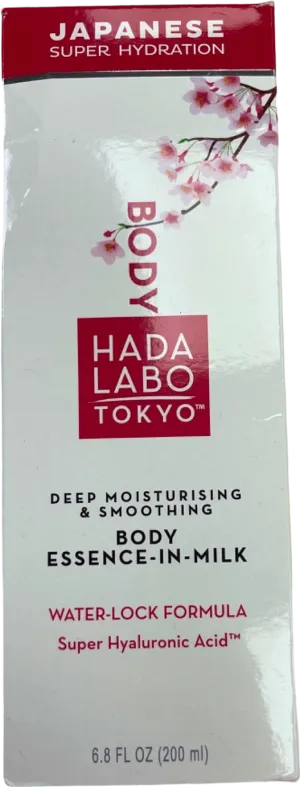 JAPANESE
SUPER HYDRATION
BODY
HADA
LABO
TOKYO™
DEEP MOISTURISING
& SMOOTHING
BODY
ESSENCE-IN-MILK
WATER-LOCK FORMULA
Super Hyaluronic Acid™
6.8 FL OZ (200 ml)